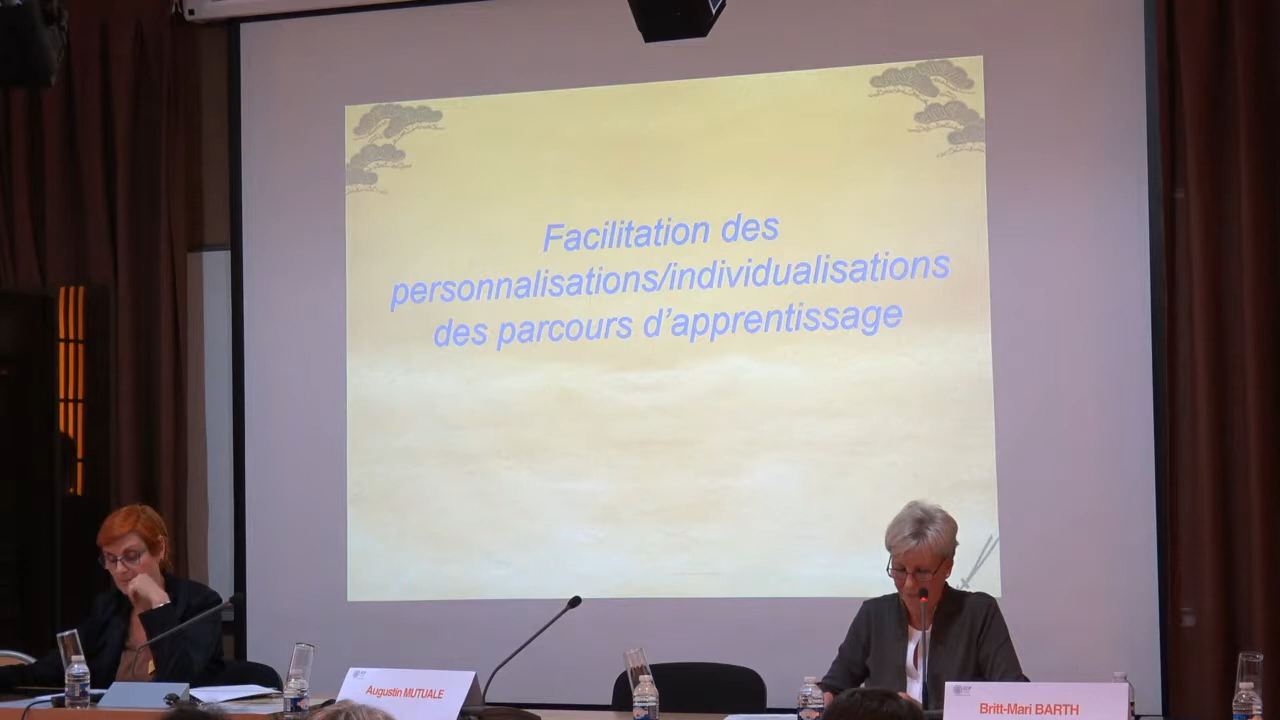 Facilitation des
personnalisations/individualisations
des parcours d'apprentissage
Augustin MUTUALE
Britt-Mari BARTH